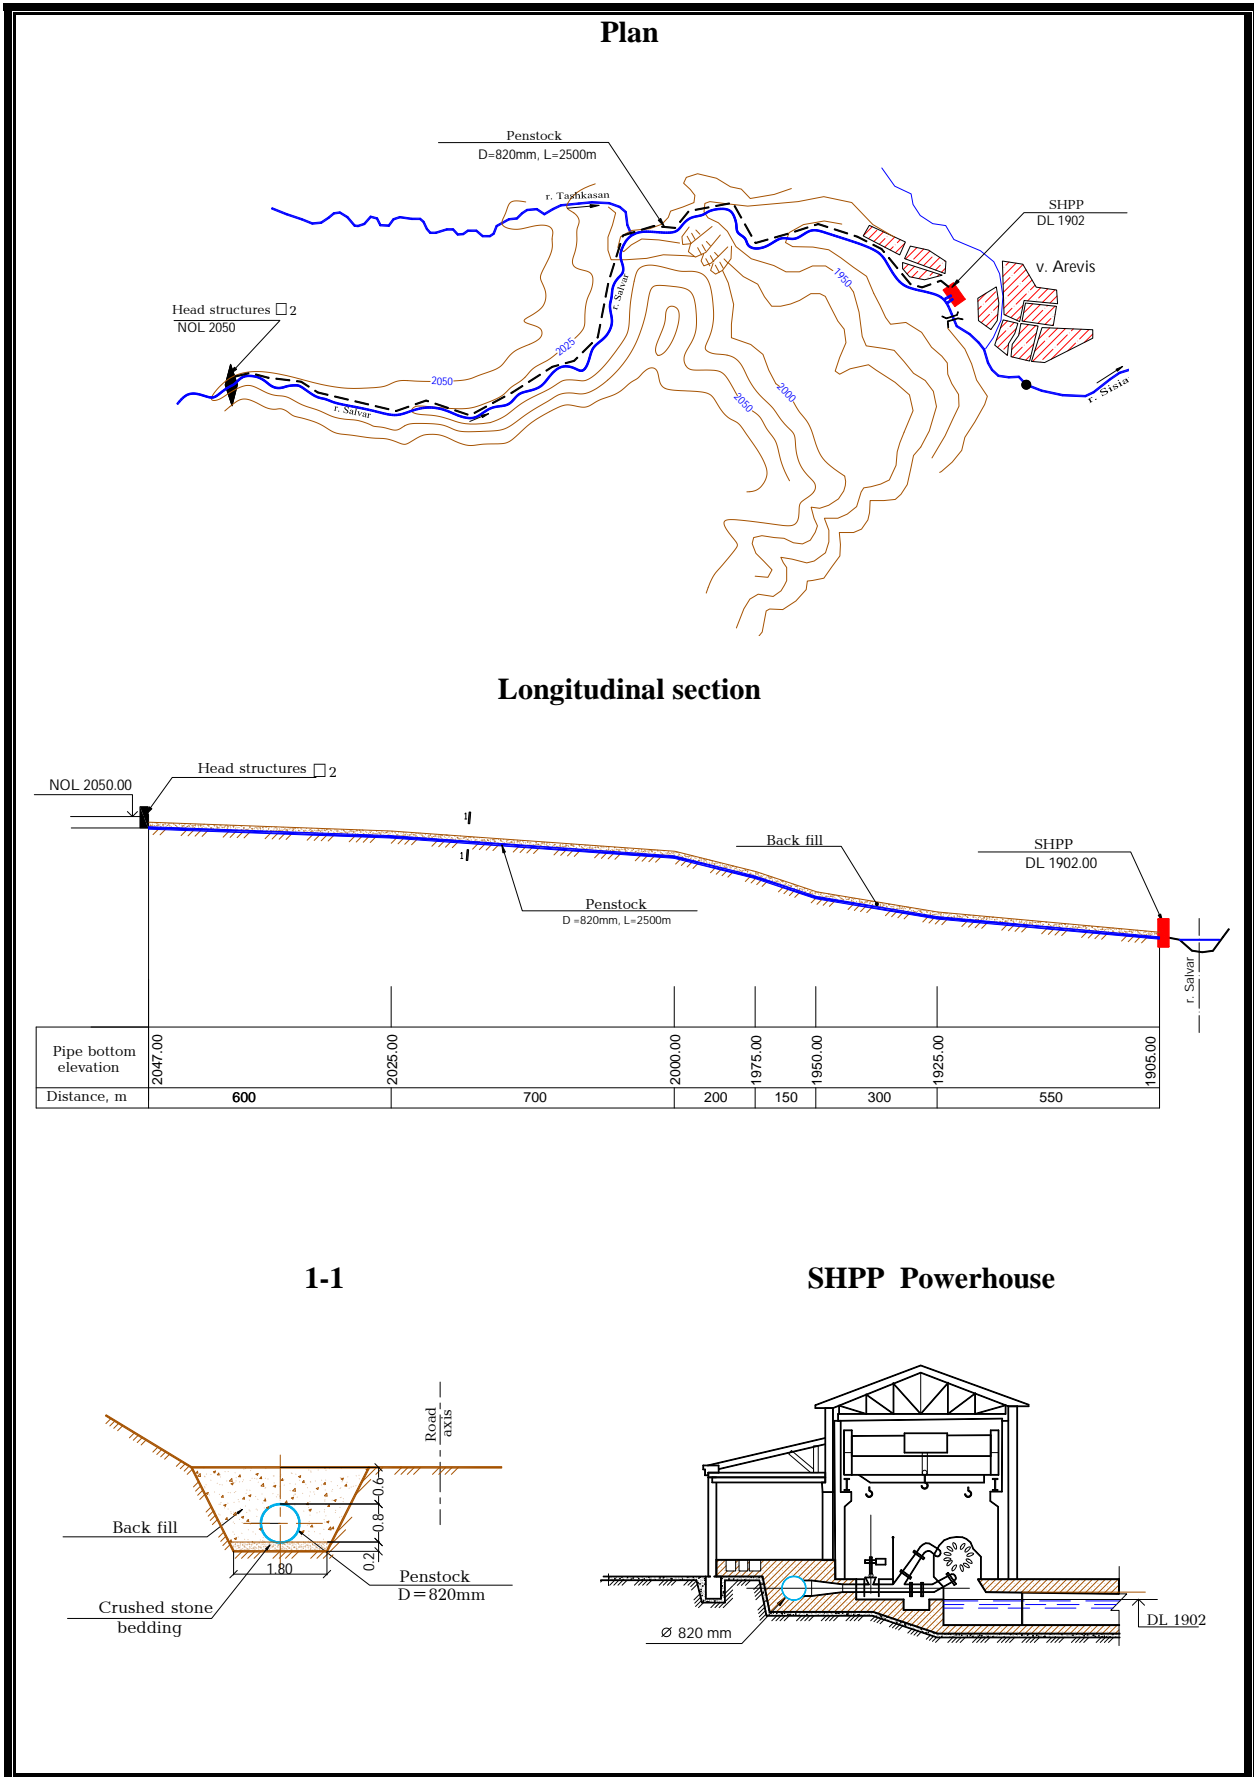 Plan
Penstock
D=820mm, L=2500m
r. Tashkasan
SHPP
DL 1902
v. Arevis
1950
Head structures □ 2
NOL 2050
r. Salvar
2025
2050
2000
2050
r. Salvar
r. Sisia
Longitudinal section
Head structures □ 2
NOL 2050.00
1
1
Back fill
SHPP
DL 1902.00
Penstock
D =820mm, L=2500m
r. Salvar
Pipe bottom
elevation
2047.00
2025.00
2000.00
1975.00
1950.00
1925.00
1905.00
Distance, m
600
700
200
150
300
550
1-1
SHPP Powerhouse
Road
axis
0.6
0.8
0.2
1.80
Back fill
Penstock
D=820mm
Crushed stone
bedding
DL 1902
Ø 820 mm